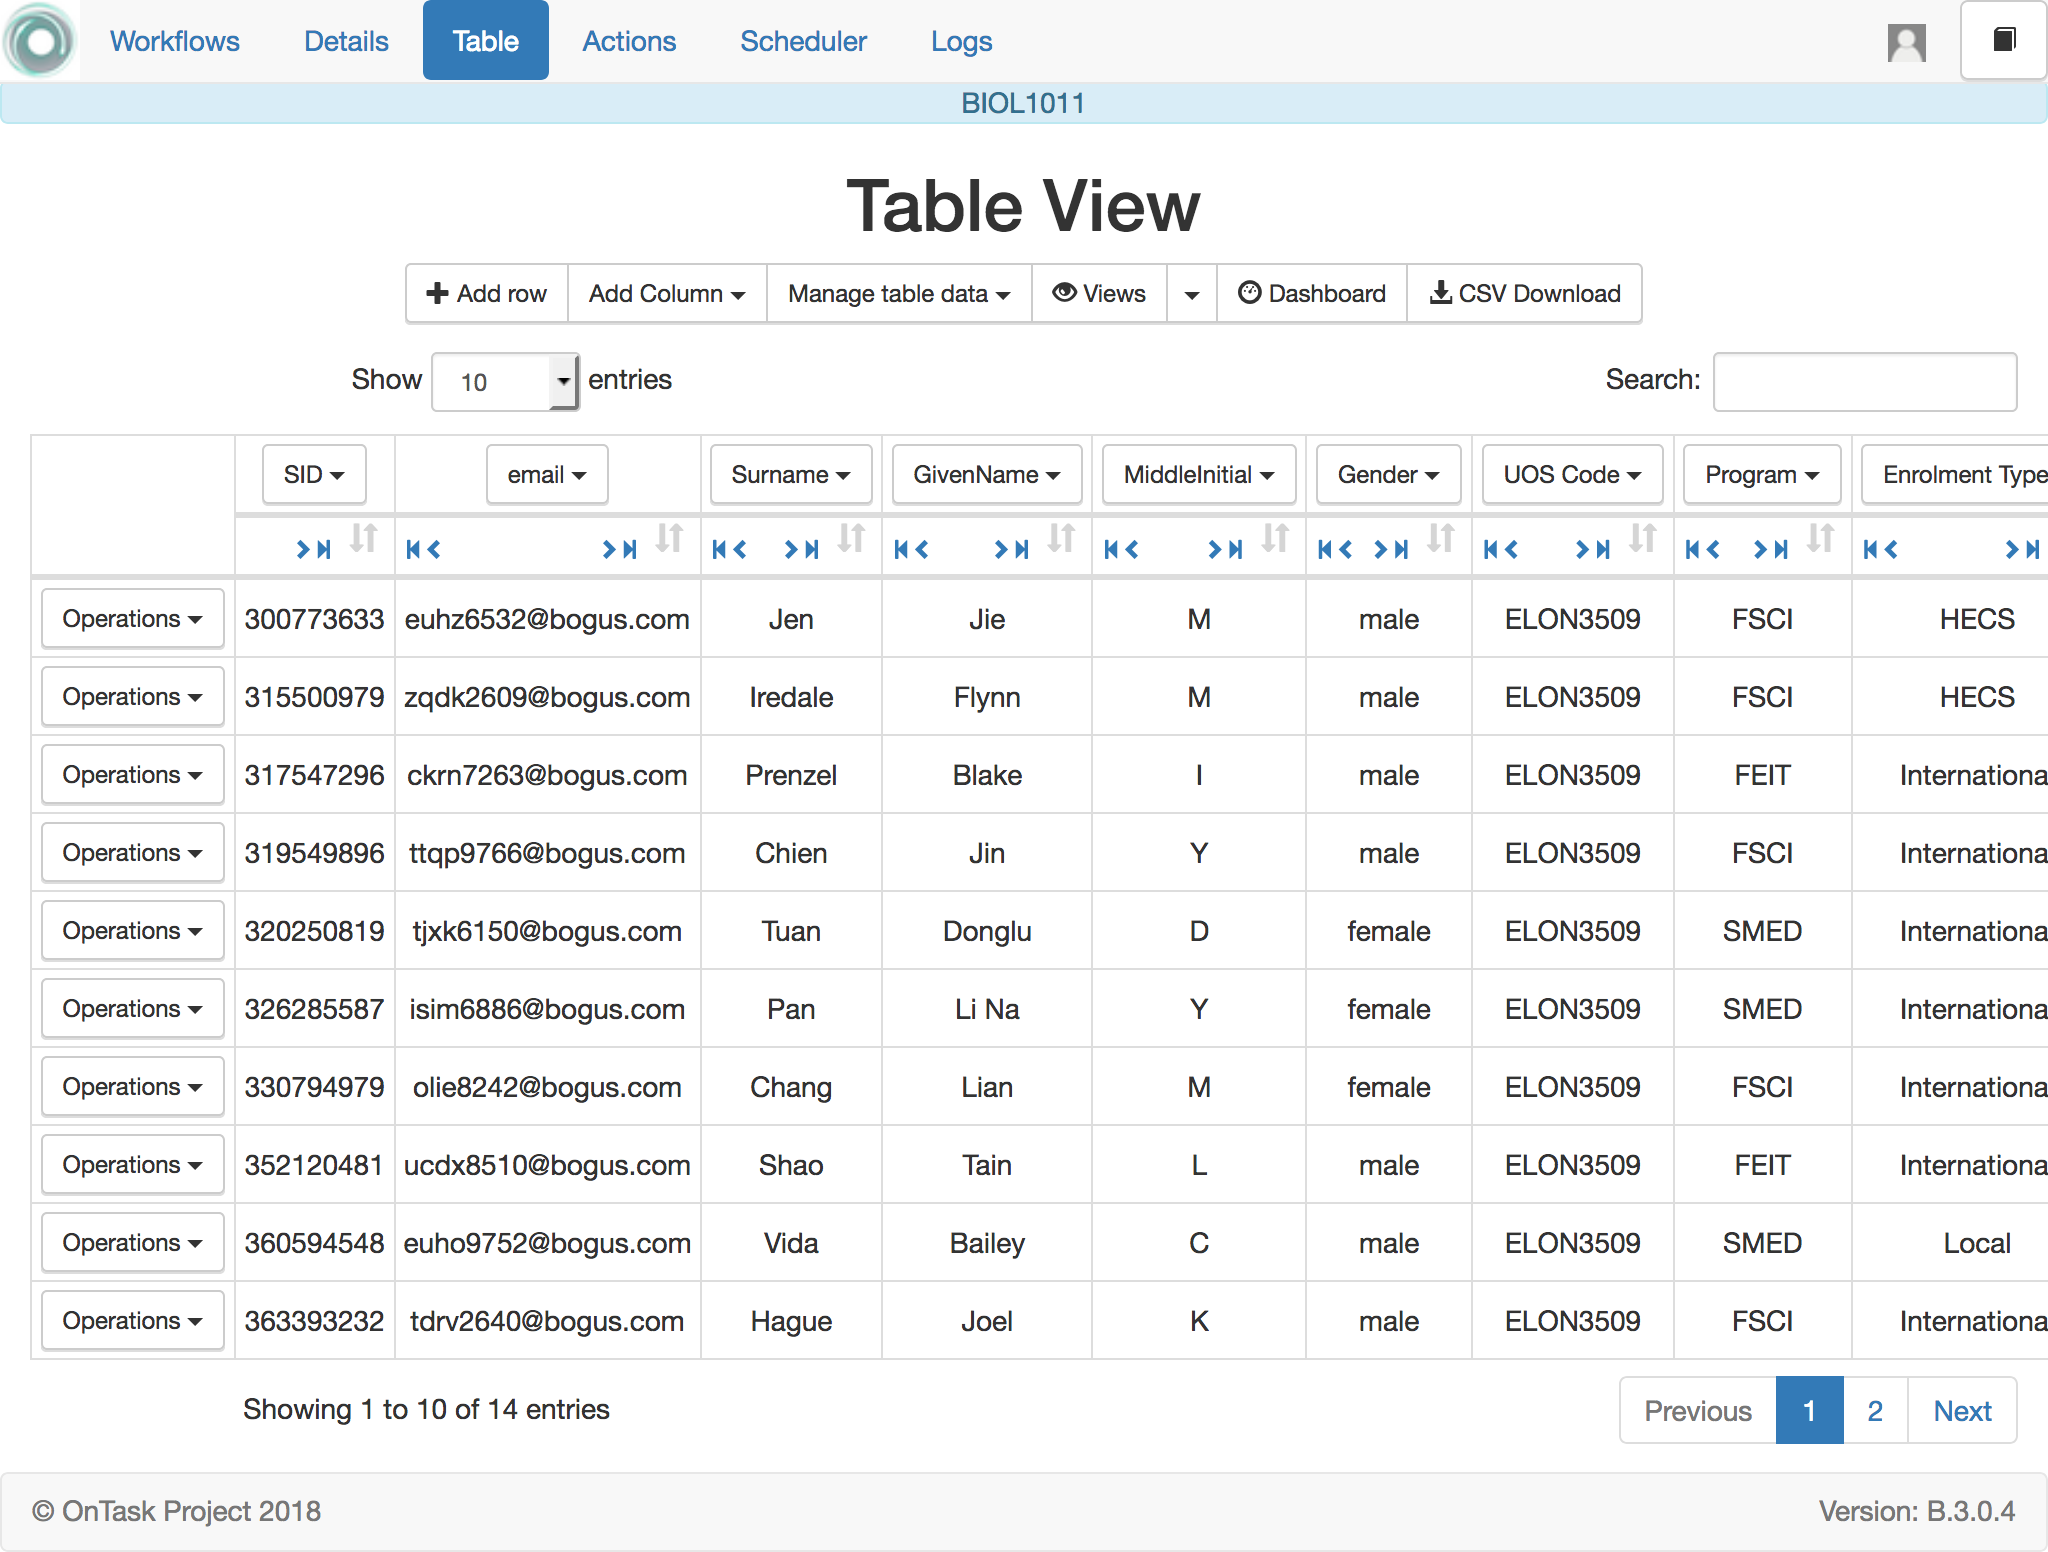 Workflows Details Table Actions Scheduler Logs
BIOL1011
Table View
Add row Add Column Manage table data Views Dashboard CSV Download
Show 10 entries Search:
SID email Surname GivenName MiddleInitial Gender UOS Code Program Enrolment Type
Operations 300773633 euhz6532@bogus.com Jen Jie M male ELON3509 FSCI HECS
Operations 315500979 zqdk2609@bogus.com Iredale Flynn M male ELON3509 FSCI HECS
Operations 317547296 ckrn7263@bogus.com Prenzel Blake I male ELON3509 FEIT Internationa
Operations 319549896 ttqp9766@bogus.com Chien Jin Y male ELON3509 FSCI Internationa
Operations 320250819 tjxk6150@bogus.com Tuan Donglu D female ELON3509 SMED Internationa
Operations 326285587 isim6886@bogus.com Pan Li Na Y female ELON3509 SMED Internationa
Operations 330794979 olie8242@bogus.com Chang Lian M female ELON3509 FSCI Internationa
Operations 352120481 ucdx8510@bogus.com Shao Tain L male ELON3509 FEIT Internationa
Operations 360594548 euho9752@bogus.com Vida Bailey C male ELON3509 SMED Local
Operations 363393232 tdrv2640@bogus.com Hague Joel K male ELON3509 FSCI Internationa
Showing 1 to 10 of 14 entries Previous 1 2 Next
© OnTask Project 2018 Version: B.3.0.4